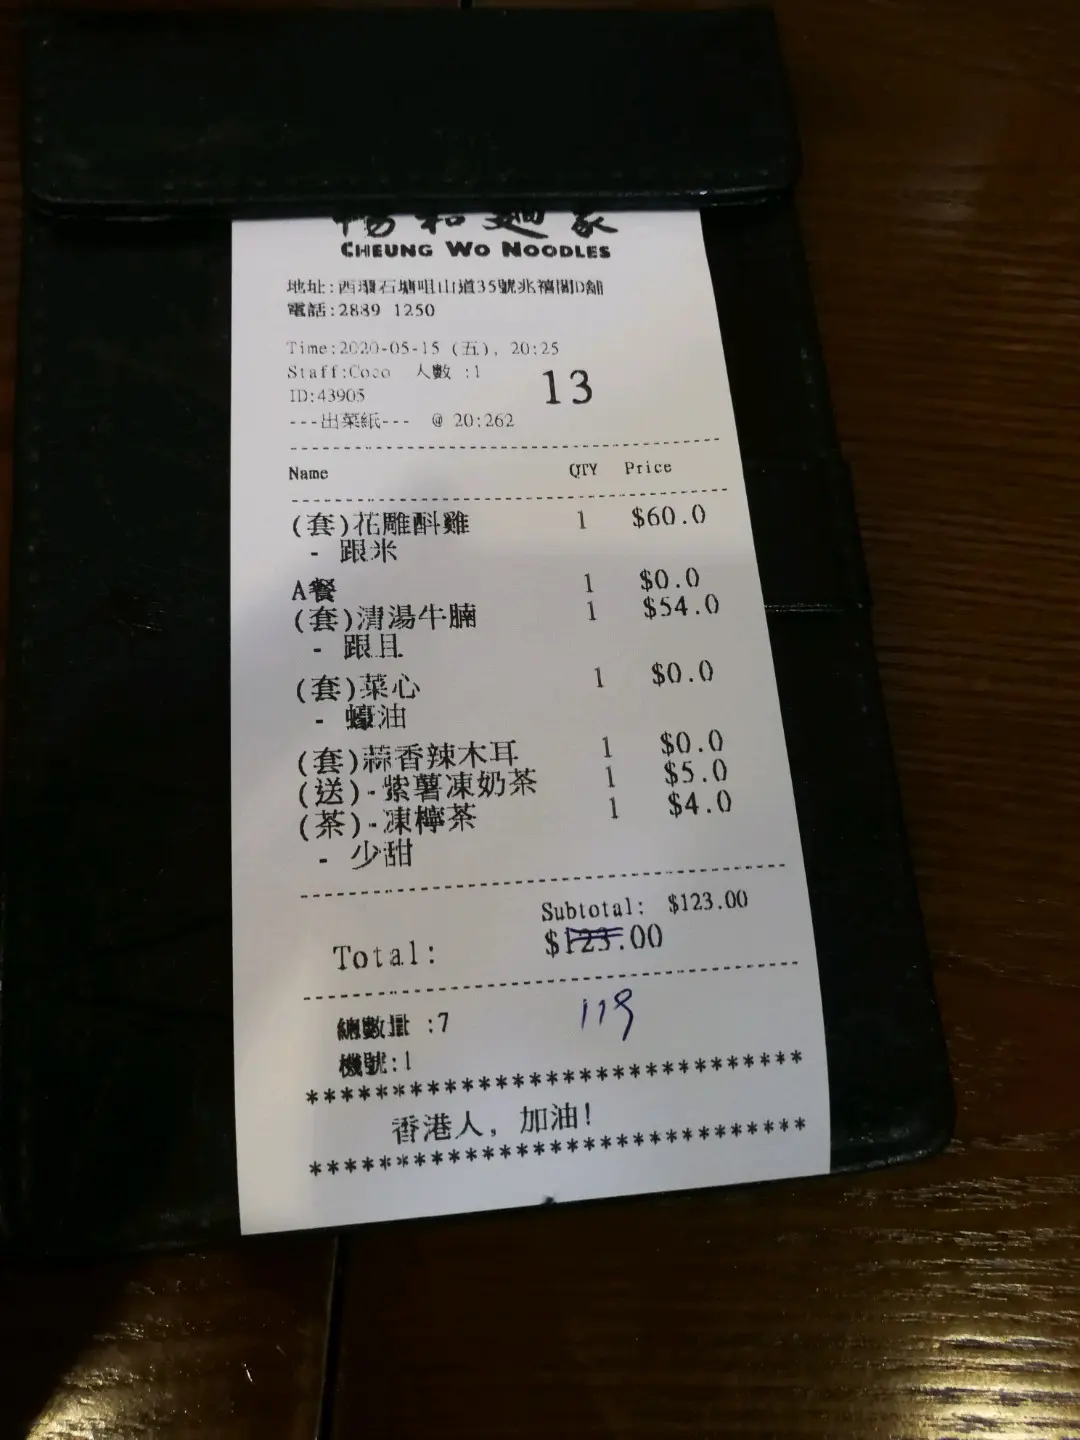 暢和麵家
CHEUNG WO NOODLES
地址:西環石塘咀山道35號兆禧閣D舖
電話:2889 1250
Time:2020-05-15 (五), 20:25
Staff:Coco 人數 :1
13
ID:43905
---出菜紙--- @ 20:262
Name QTY Price
(套)花雕酙雞 1 $60.0
- 跟米
A餐 1 $0.0
(套)清湯牛腩 1 $54.0
- 跟且
(套)菜心 1 $0.0
- 蠔油
(套)蒜香辣木耳 1 $0.0
(送)-紫薯凍奶茶 1 $5.0
(茶)-凍檸茶 1 $4.0
- 少甜
Subtotal: $123.00
Total: $123.00
119
總數量 :7
機號:1
****************************
香港人, 加油!
****************************